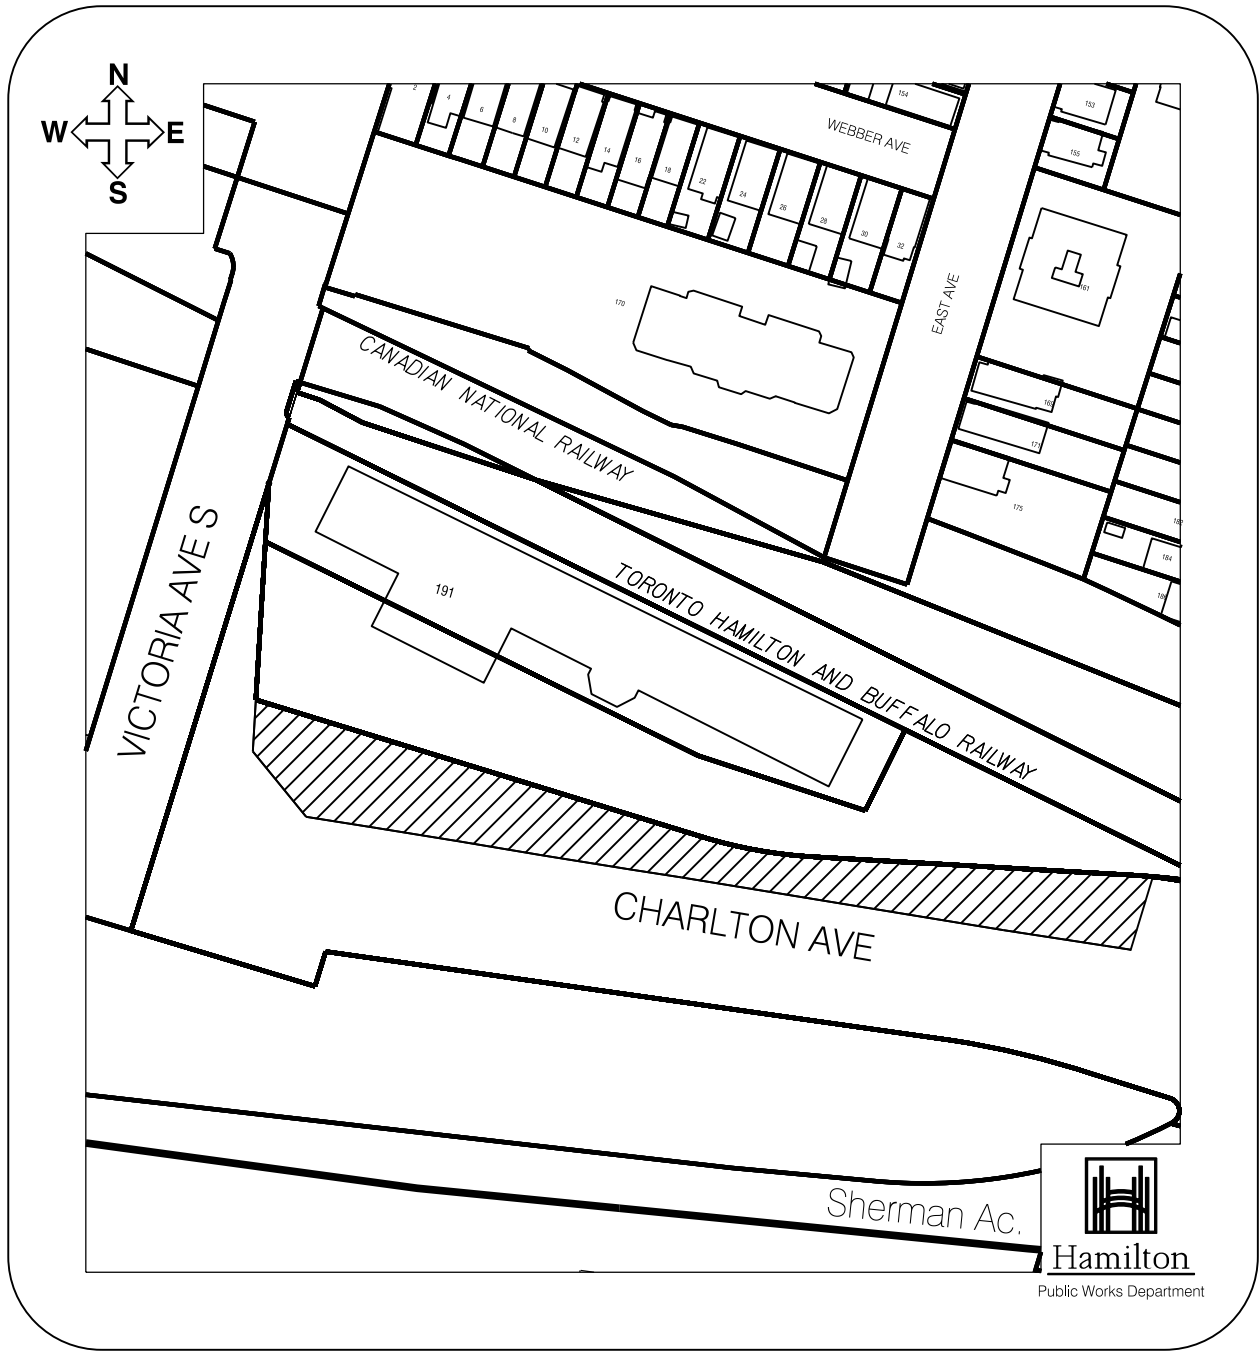 N
W E
S
2
4
6
8
10
12
14
16
18
22
24
26
28
30
32
154
153
WEBBER AVE
155
161
170
EAST AVE
CANADIAN NATIONAL RAILWAY
169
171
175
184
VICTORIA AVE S
191
TORONTO HAMILTON AND BUFFALO RAILWAY
CHARLTON AVE
Sherman Ac.
Hamilton
Public Works Department